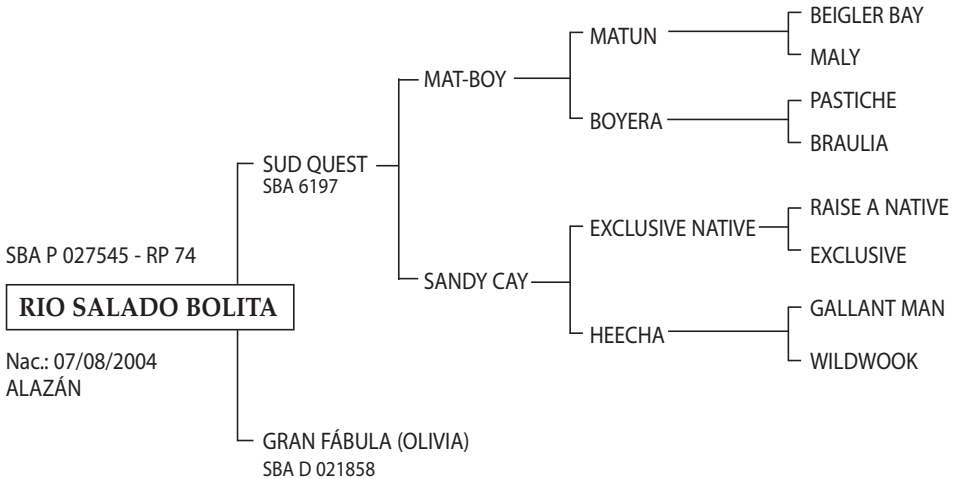 BEIGLER BAY
MATUN
MALY
MAT-BOY
PASTICHE
BOYERA
BRAULIA
SUD QUEST
SBA 6197
RAISE A NATIVE
EXCLUSIVE NATIVE
EXCLUSIVE
SBA P 027545 - RP 74
SANDY CAY
RIO SALADO BOLITA
GALLANT MAN
HEECHA
Nac.: 07/08/2004
WILDWOOK
ALAZÁN
GRAN FÁBULA (OLIVIA)
SBA D 021858